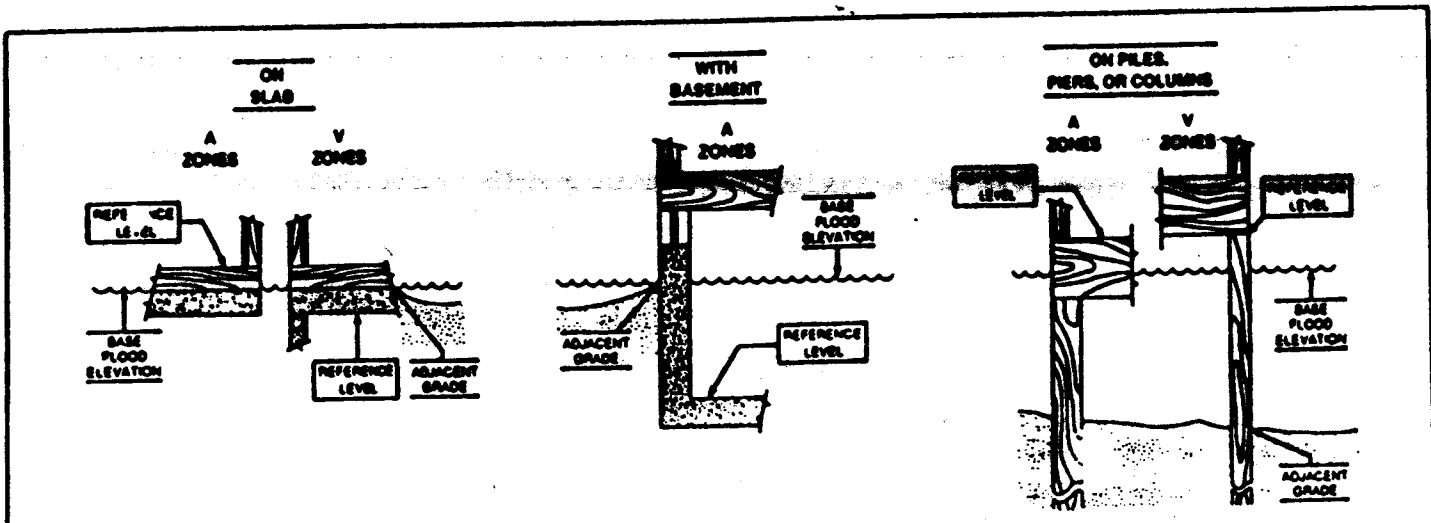 ON
SLAB
A
ZONES
V
ZONES
LEVEL
BASE
FLOOD
ELEVATION
REFERENCE
LEVEL
ADJACENT
GRADE
WITH
BASEMENT
A
ZONES
BASE
FLOOD
ELEVATION
ADJACENT
GRADE
REFERENCE
LEVEL
ON PILES,
PIERS, OR COLUMNS
A
ZONES
V
ZONES
LEVEL
REFERENCE
LEVEL
BASE
FLOOD
ELEVATION
ADJACENT
GRADE